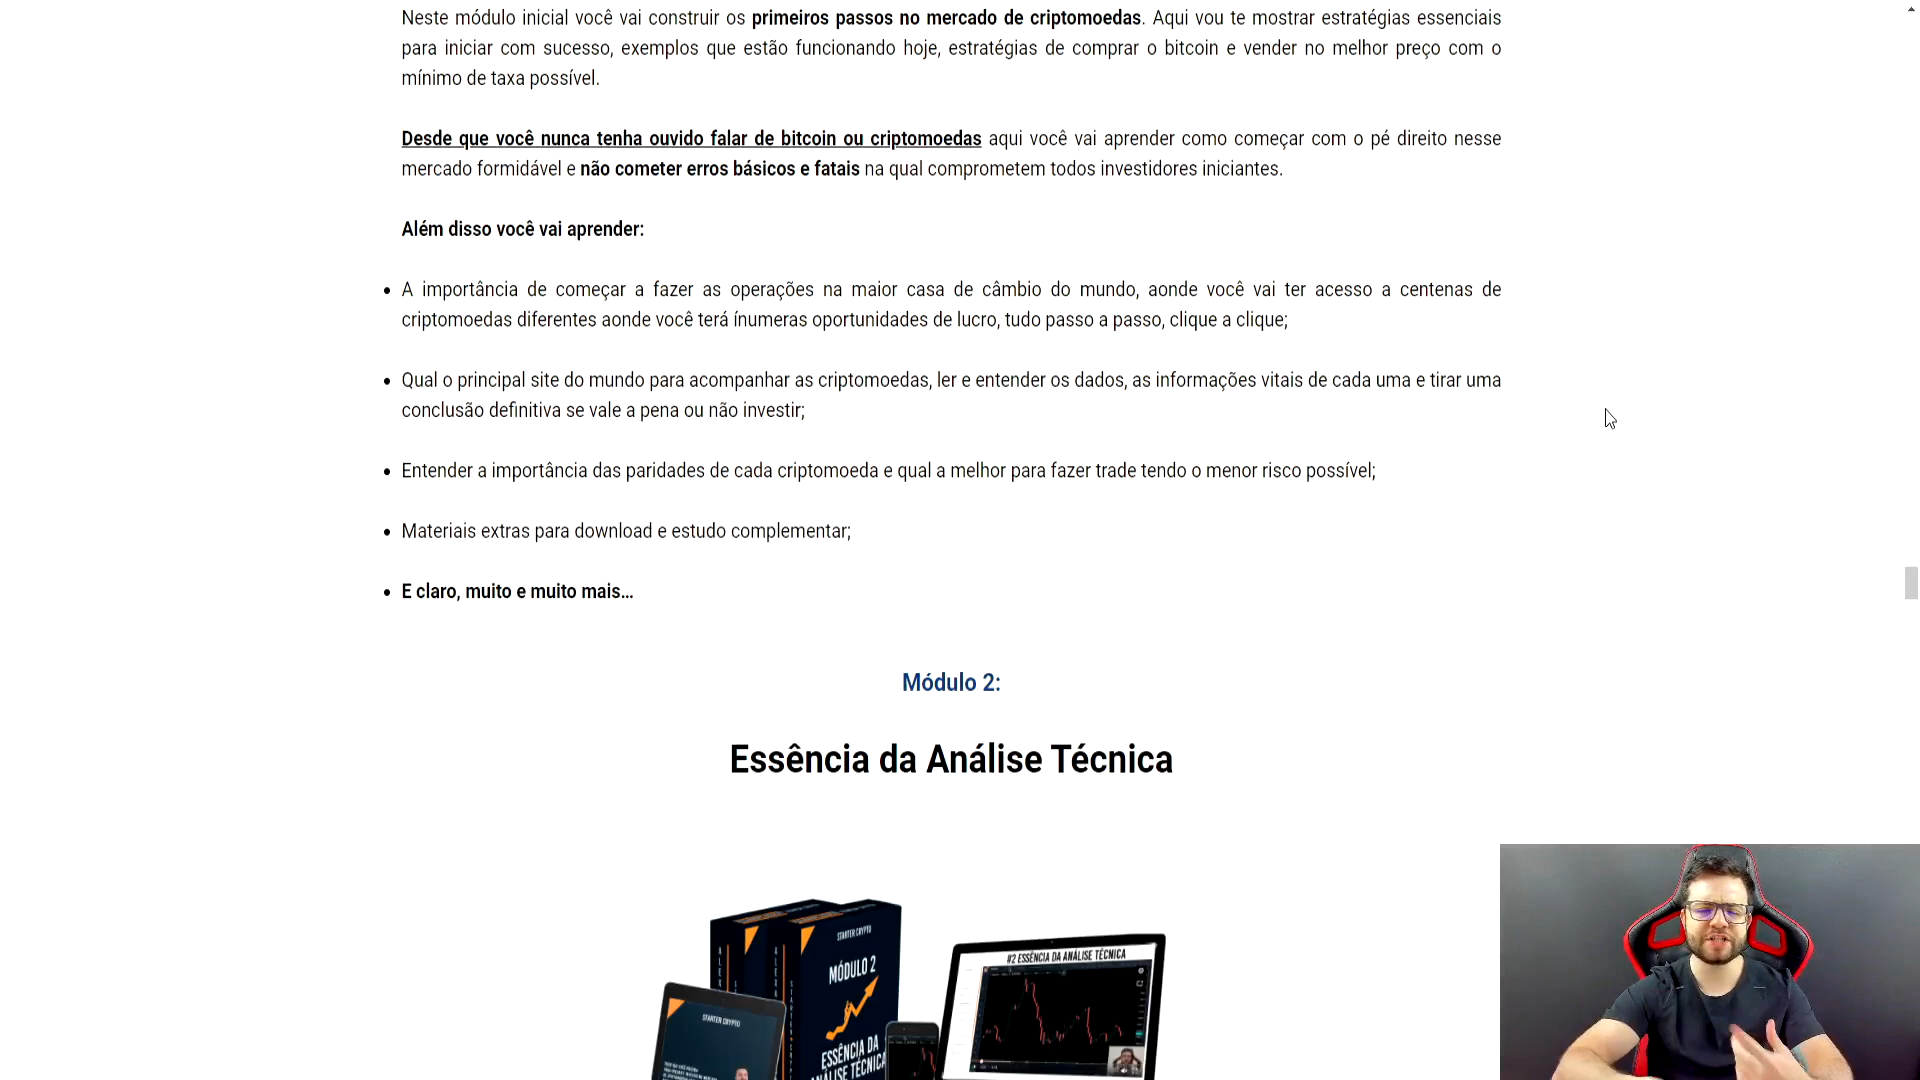 Neste módulo inicial você vai construir os primeiros passos no mercado de criptomoedas. Aqui vou te mostrar estratégias essenciais
para iniciar com sucesso, exemplos que estão funcionando hoje, estratégias de comprar o bitcoin e vender no melhor preço com o
mínimo de taxa possível.
Desde que você nunca tenha ouvido falar de bitcoin ou criptomoedas aqui você vai aprender como começar com o pé direito nesse
mercado formidável e não cometer erros básicos e fatais na qual comprometem todos investidores iniciantes.
Além disso você vai aprender:
• A importância de começar a fazer as operações na maior casa de câmbio do mundo, aonde você vai ter acesso a centenas de
criptomoedas diferentes aonde você terá ínumeras oportunidades de lucro, tudo passo a passo, clique a clique;
• Qual o principal site do mundo para acompanhar as criptomoedas, ler e entender os dados, as informações vitais de cada uma e tirar uma
conclusão definitiva se vale a pena ou não investir;
• Entender a importância das paridades de cada criptomoeda e qual a melhor para fazer trade tendo o menor risco possível;
• Materiais extras para download e estudo complementar;
• E claro, muito e muito mais...
Módulo 2:
Essência da Análise Técnica
STARTER CRYPTO
MÓDULO 2
ESSÊNCIA DA
ANÁLISE TÉCNICA
#2 ESSÊNCIA DA ANÁLISE TÉCNICA
STARTER CRYPTO